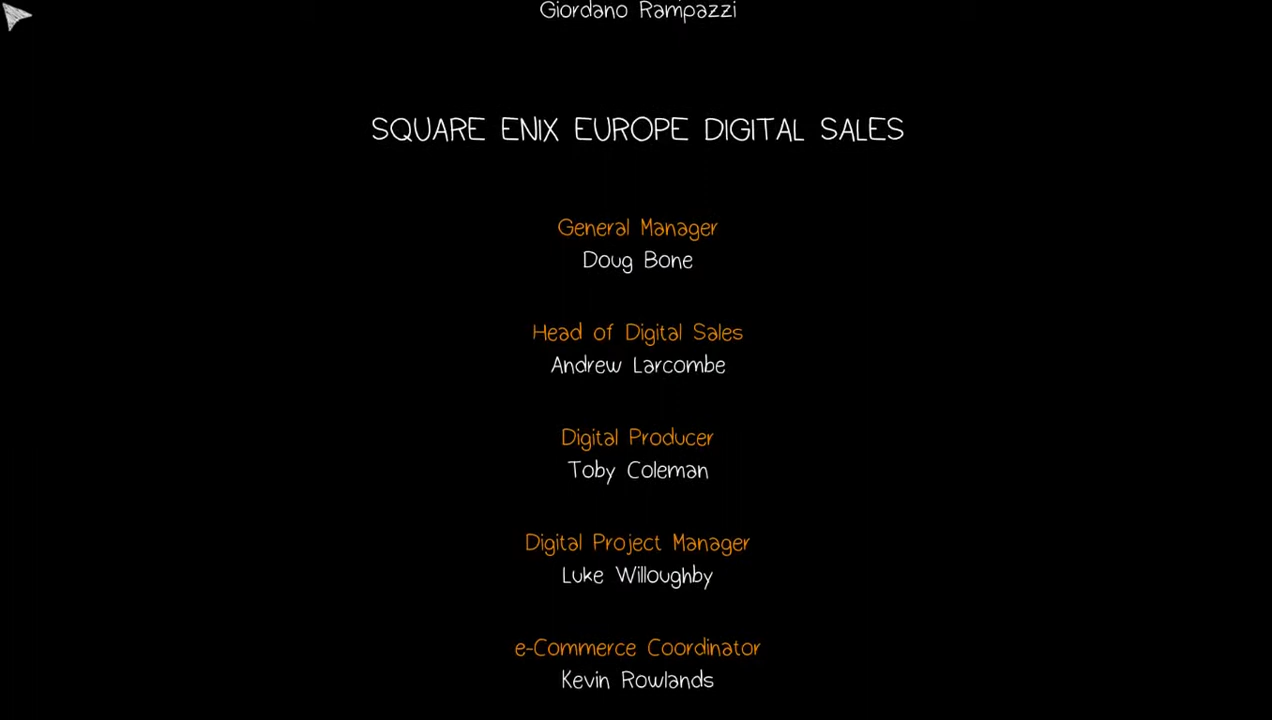 Giordano Rampazzi
SQUARE ENIX EUROPE DIGITAL SALES
General Manager
Doug Bone
Head of Digital Sales
Andrew Larcombe
Digital Producer
Toby Coleman
Digital Project Manager
Luke Willoughby
e-Commerce Coordinator
Kevin Rowlands